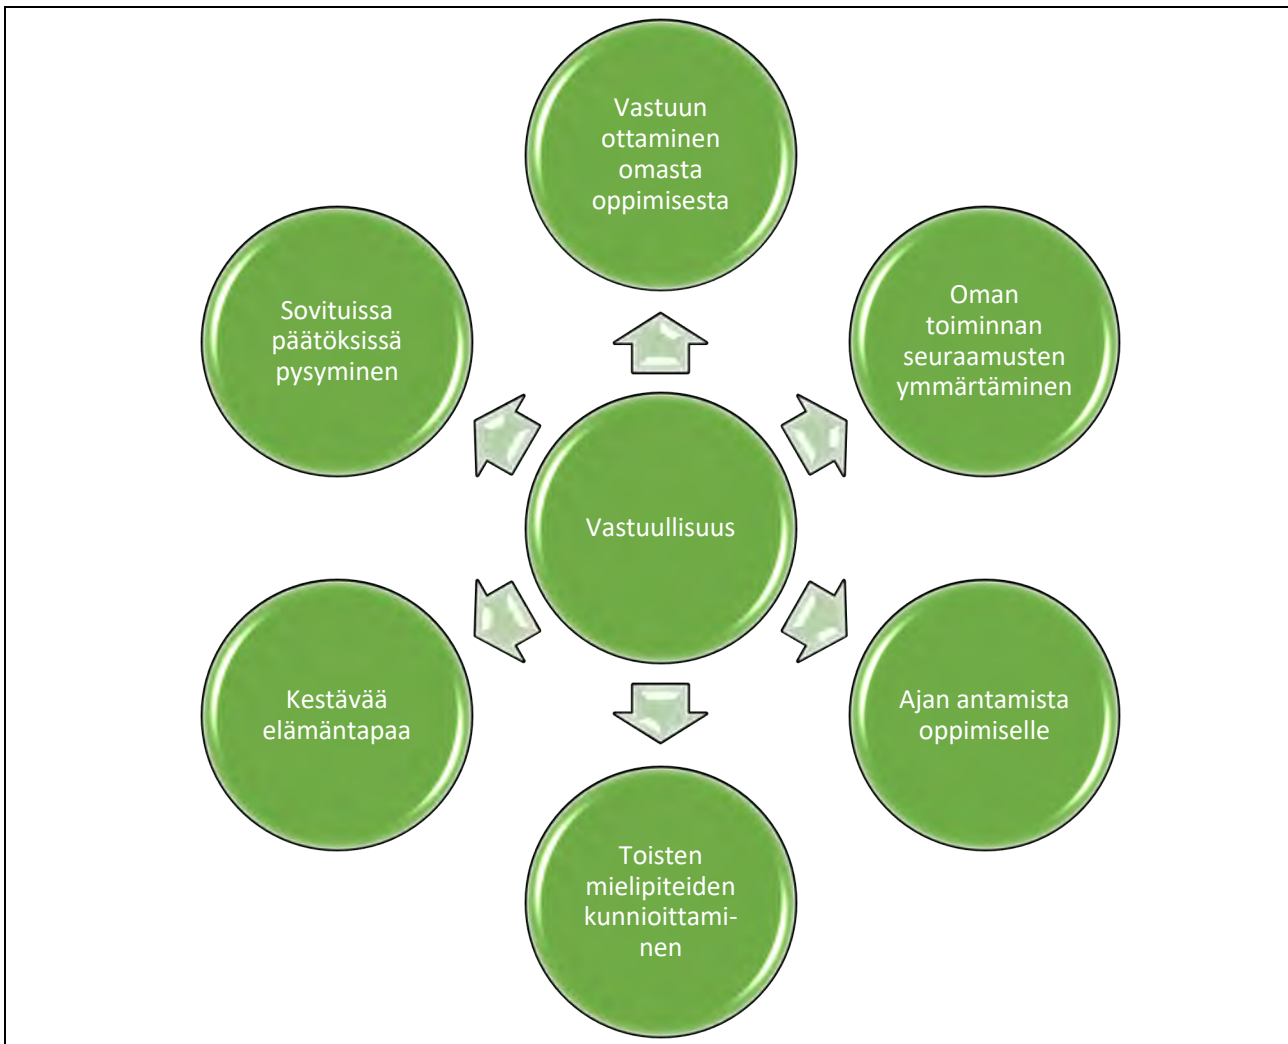 Vastuun
ottaminen
omasta
oppimisesta
Sovituissa
päätöksissä
pysyminen
Oman
toiminnan
seuraamusten
ymmärtäminen
Vastuullisuus
Kestävää
elämäntapaa
Ajan antamista
oppimiselle
Toisten
mielipiteiden
kunnioittami-
nen